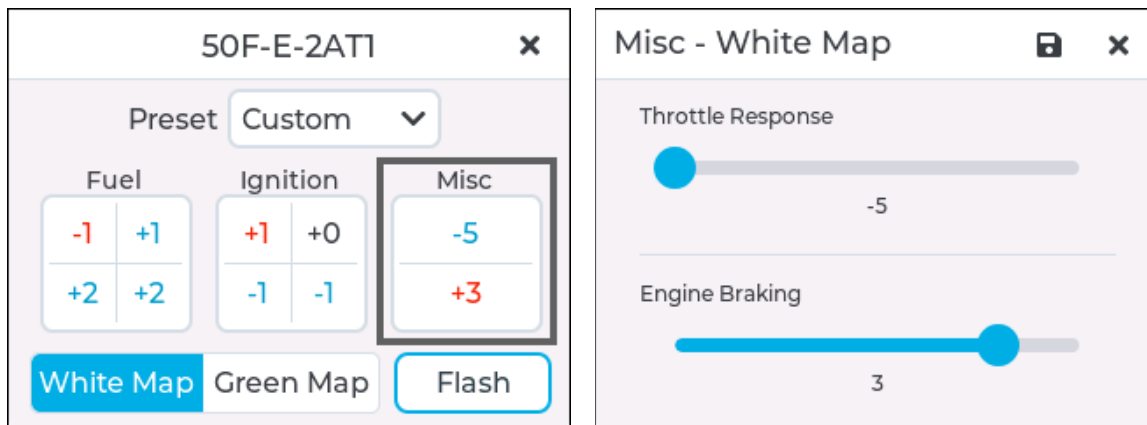 50F-E-2AT1
Preset Custom
Fuel Ignition Misc
-1 +1 +1 +0 -5
+2 +2 -1 -1 +3
White Map Green Map Flash
Misc - White Map
Throttle Response
-5
Engine Braking
3